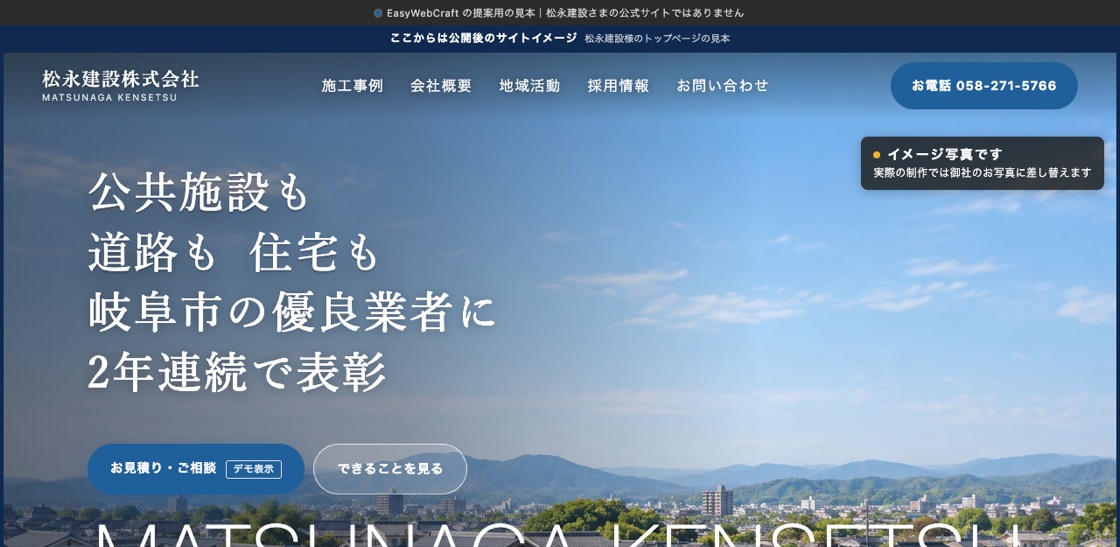 EasyWebCraft の提案用の見本｜松永建設さまの公式サイトではありません
ここからは公開後のサイトイメージ 松永建設様のトップページの見本
松永建設株式会社
MATSUNAGA KENSETSU
施工事例 会社概要 地域活動 採用情報 お問い合わせ
お電話 058-271-5766
イメージ写真です
実際の制作では御社のお写真に差し替えます
公共施設も
道路も 住宅も
岐阜市の優良業者に
2年連続で表彰
お見積り・ご相談 デモ表示
できることを見る
MATSUNAGA KENSETSU